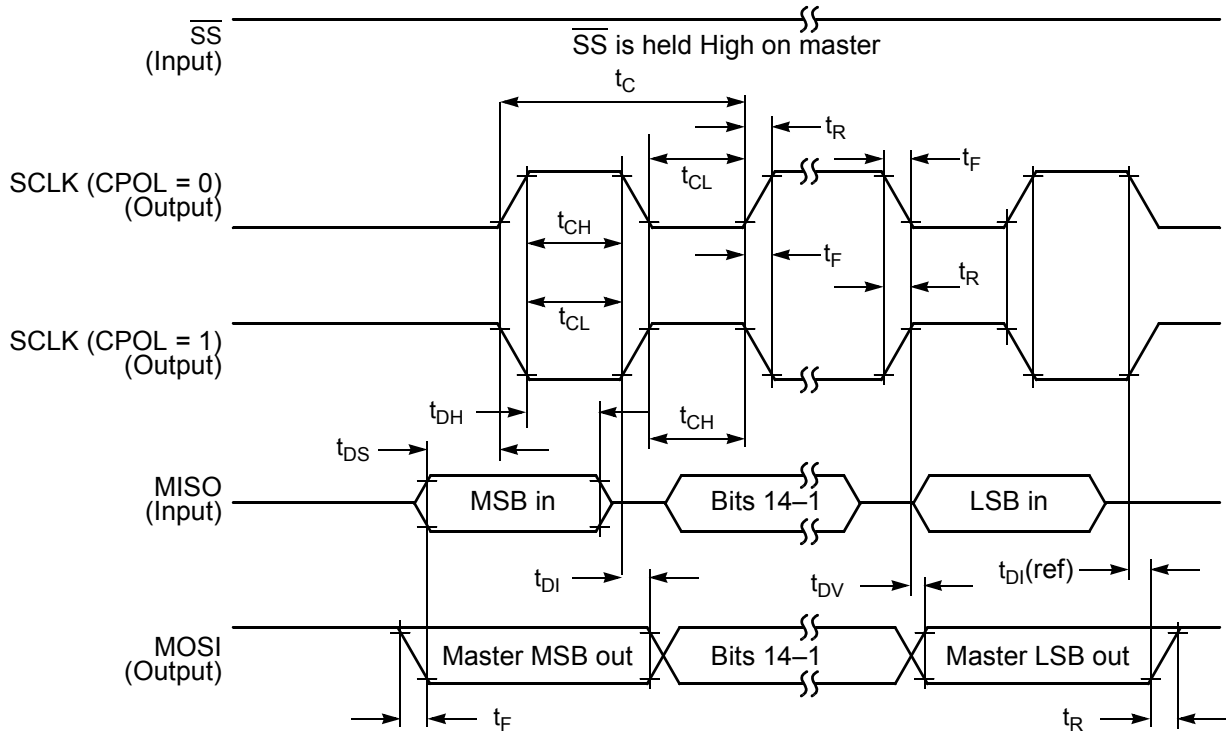 SS
(Input)
SS is held High on master
tC
tR
tF
SCLK (CPOL = 0)
(Output)
tCL
tCH
tF
tR
tCL
SCLK (CPOL = 1)
(Output)
tDH
tCH
tDS
MISO
(Input)
MSB in
Bits 14–1
LSB in
tDI
tDV
tDI(ref)
MOSI
(Output)
Master MSB out
Bits 14–1
Master LSB out
tF
tR